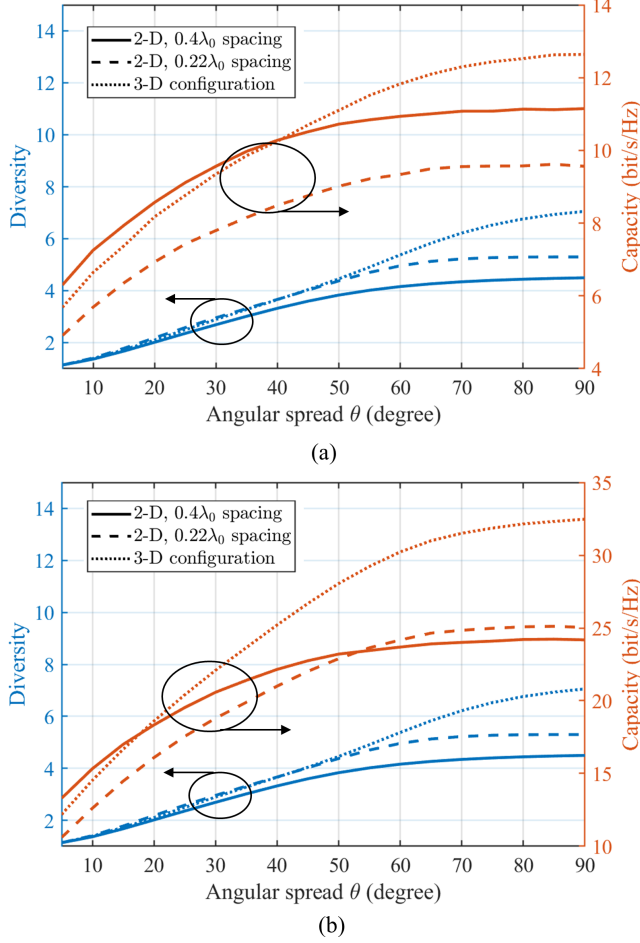 14
12
10
8
6
4
2
Diversity
2-D, 0.4λ₀ spacing
2-D, 0.22λ₀ spacing
3-D configuration
14
12
10
8
6
4
Capacity (bit/s/Hz)
10 20 30 40 50 60 70 80 90
Angular spread θ (degree)
(a)
14
12
10
8
6
4
2
Diversity
2-D, 0.4λ₀ spacing
2-D, 0.22λ₀ spacing
3-D configuration
35
30
25
20
15
10
Capacity (bit/s/Hz)
10 20 30 40 50 60 70 80 90
Angular spread θ (degree)
(b)